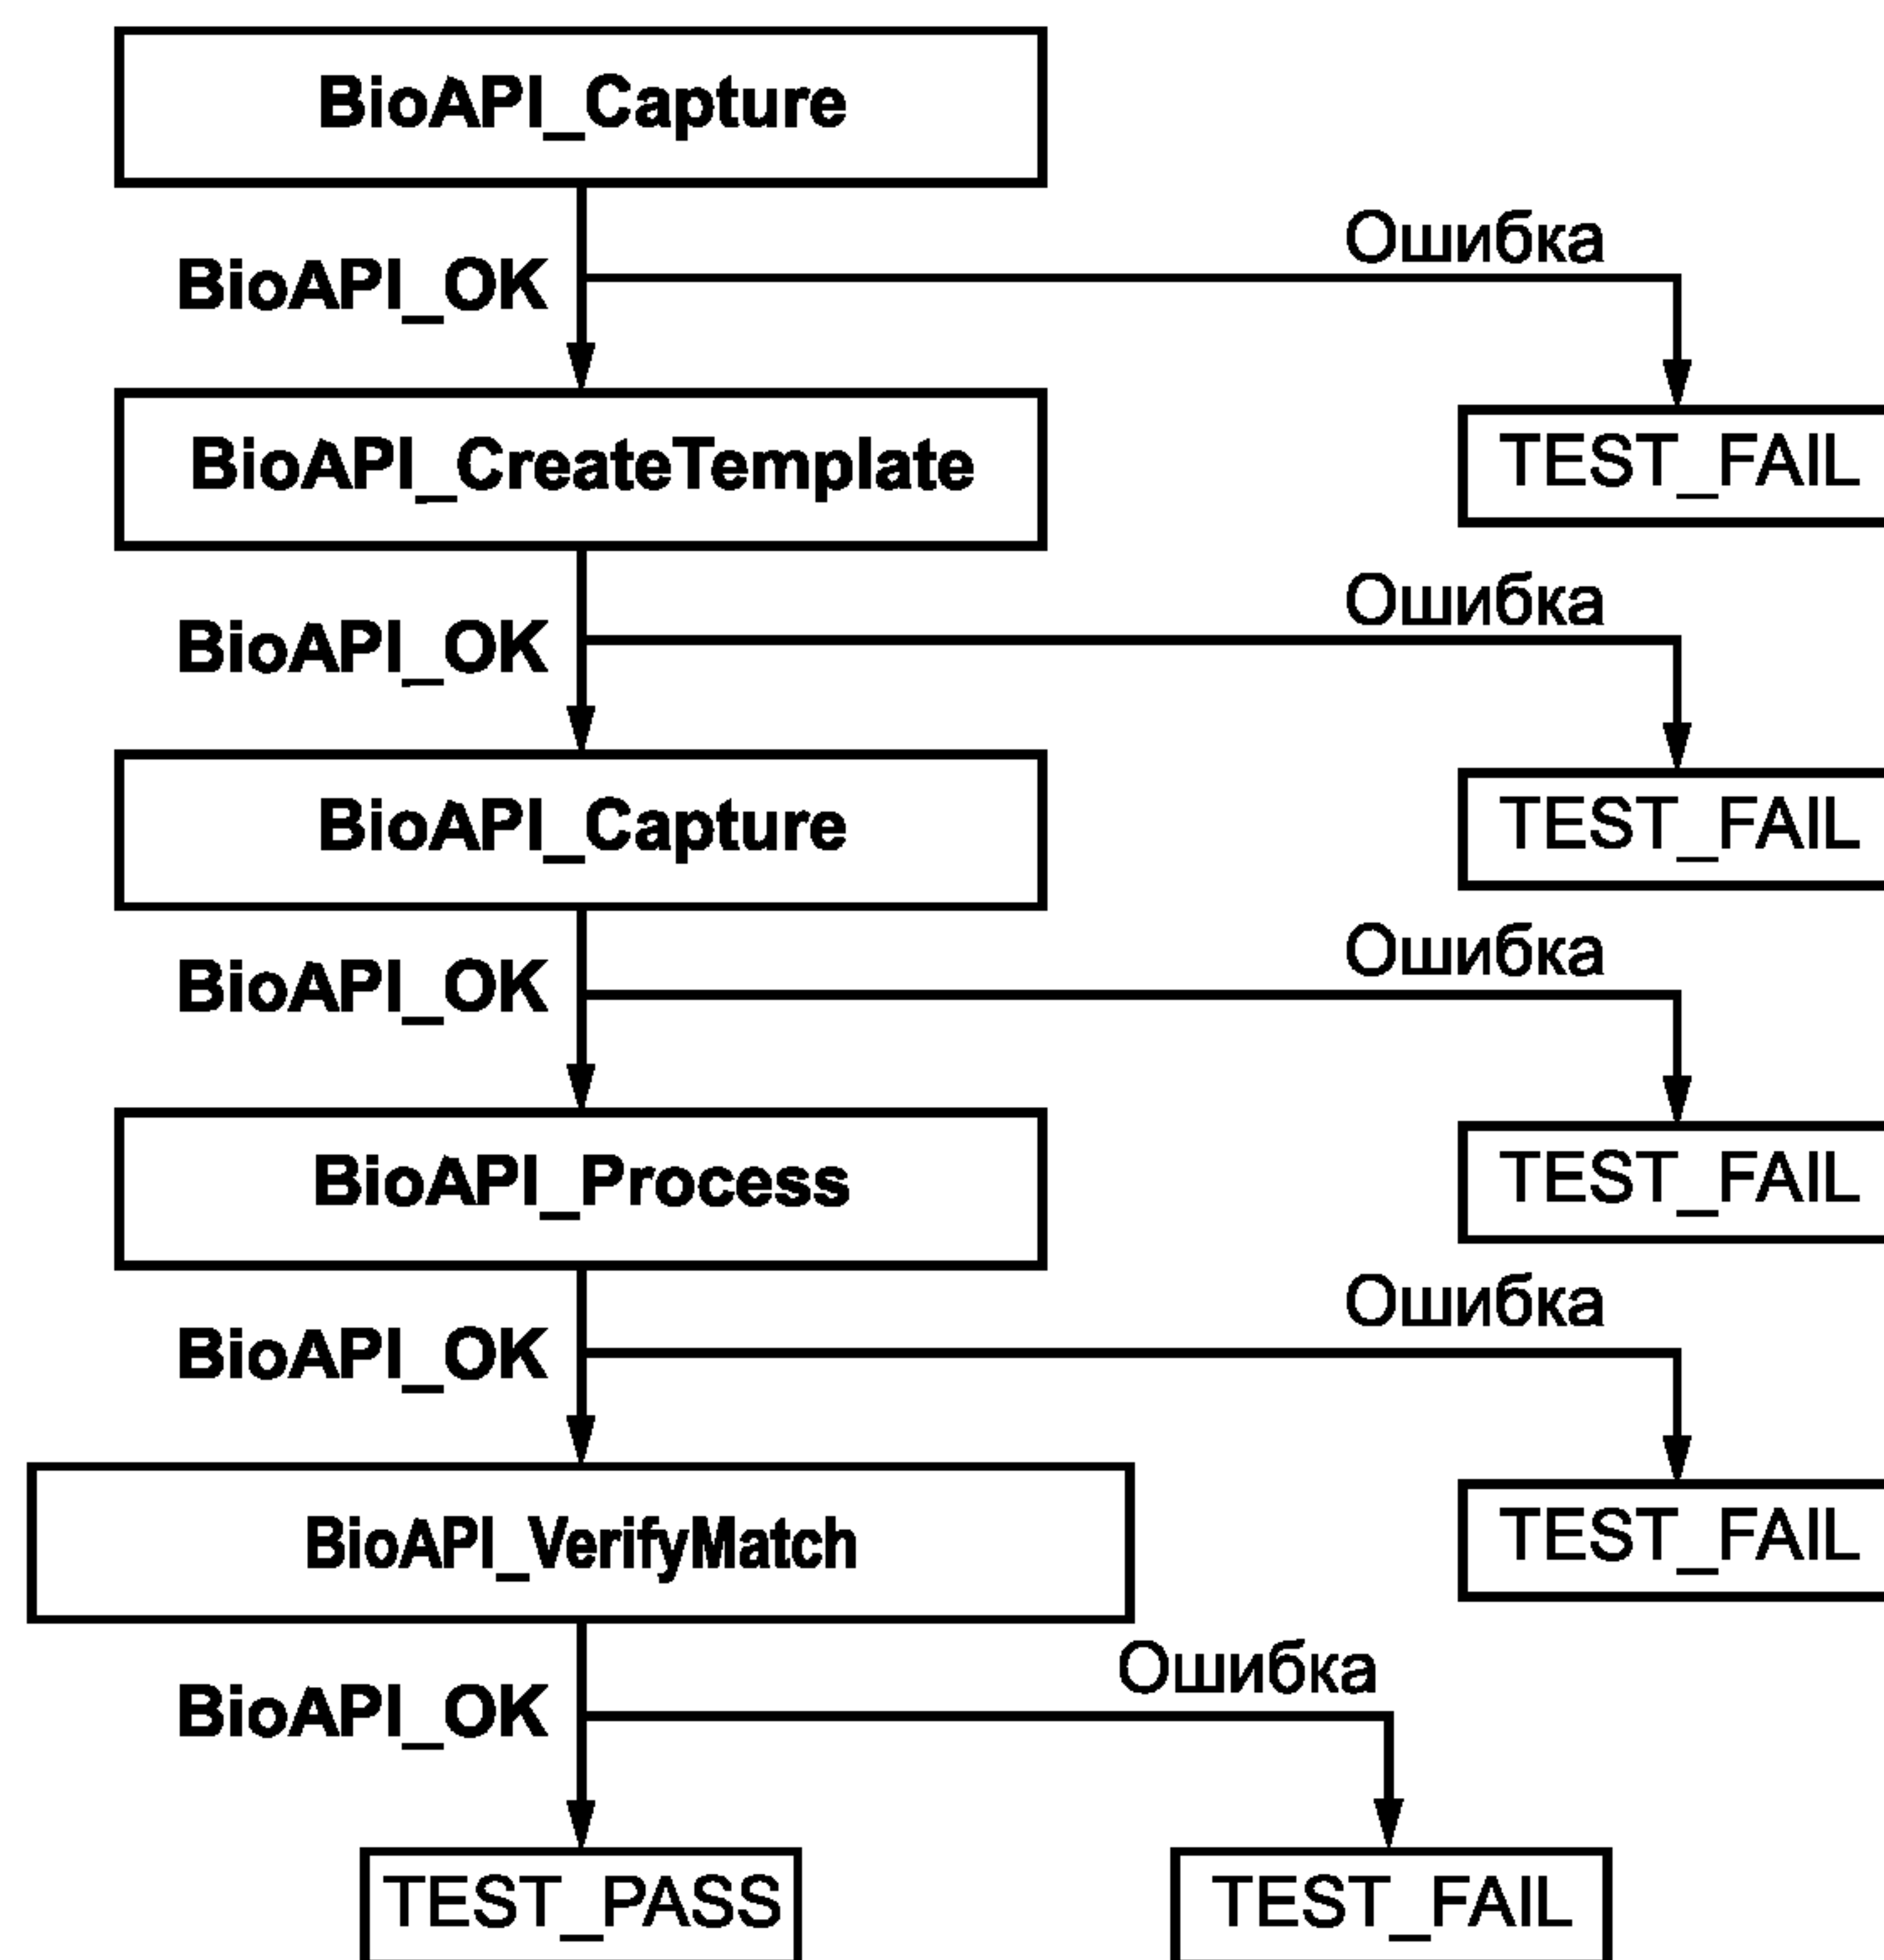 BioAPI_Capture
Ошибка
BioAPI_OK
BioAPI_CreateTemplate
TEST_FAIL
Ошибка
BioAPI_OK
BioAPI_Capture
TEST_FAIL
Ошибка
BioAPI_OK
BioAPI_Process
TEST_FAIL
Ошибка
BioAPI_OK
BioAPI_VerifyMatch
TEST_FAIL
Ошибка
BioAPI_OK
TEST_PASS
TEST_FAIL